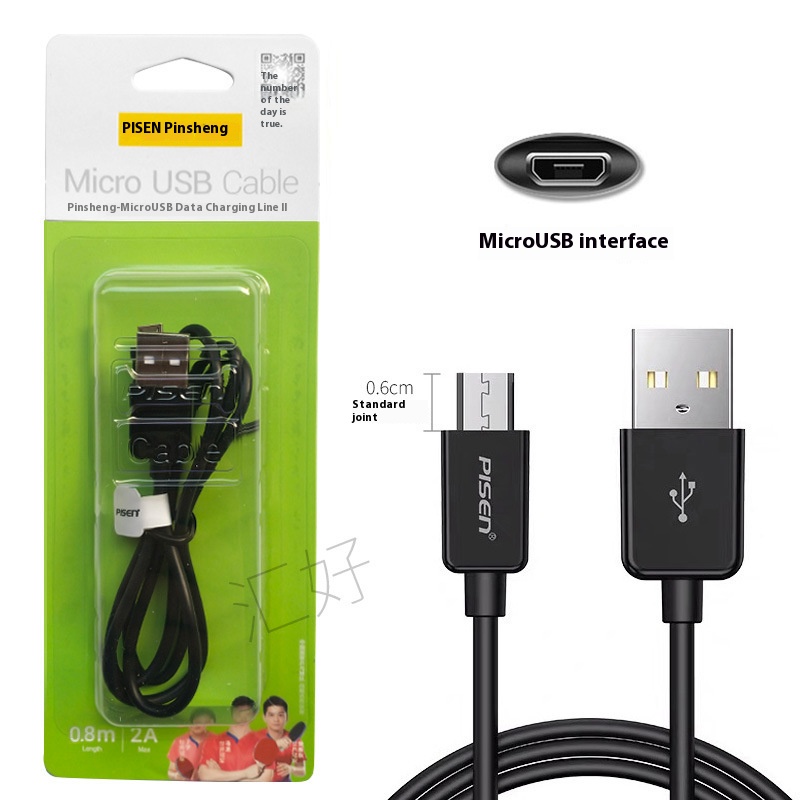 The
number
of the
day is
true.
PISEN Pinsheng
Micro USB Cable
Pinsheng-MicroUSB Data Charging Line II
PISEN
Cable
PISEN
汇好
0.8m
Length
2A
Max
MicroUSB interface
0.6cm
Standard
joint
PISEN®